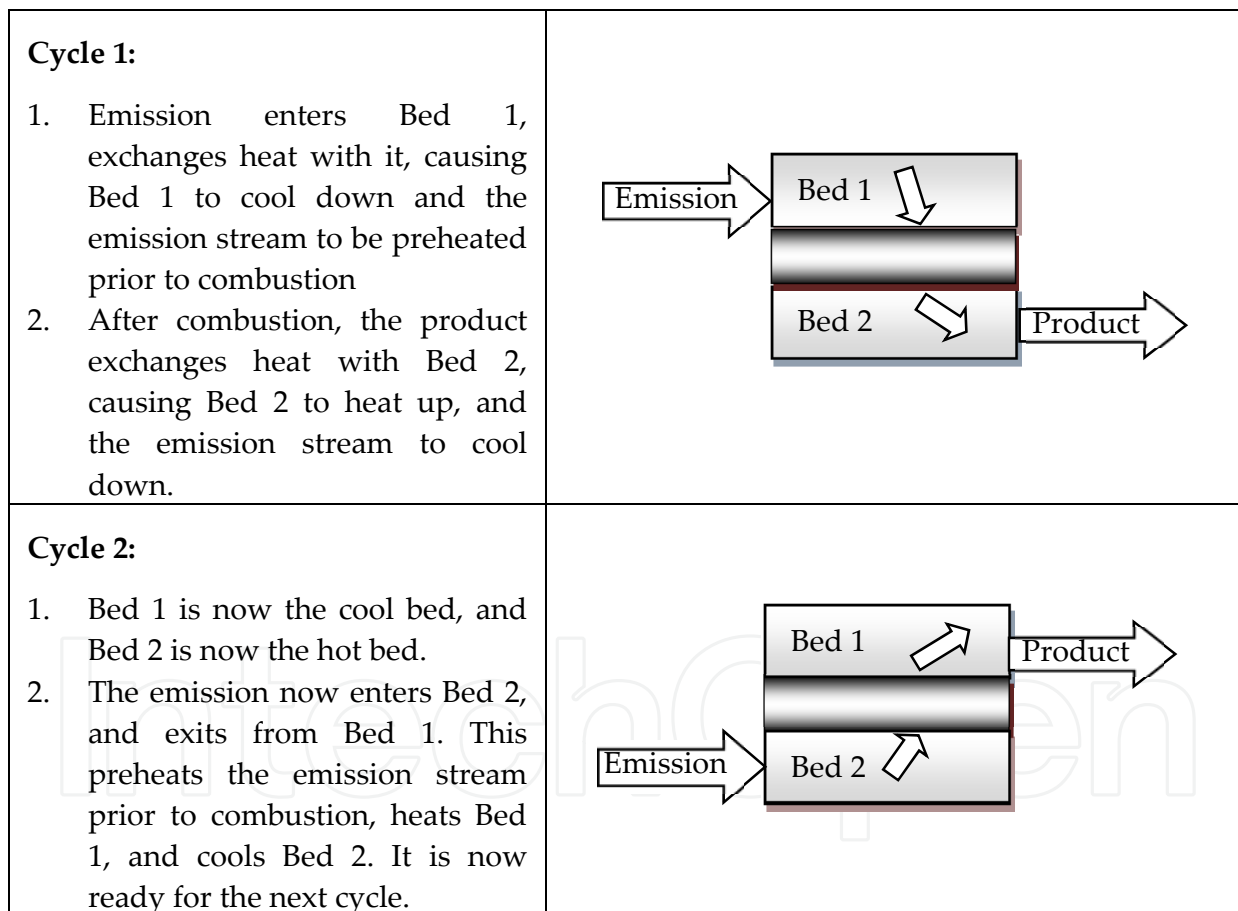 Cycle 1:
1. Emission enters Bed 1,
exchanges heat with it, causing
Bed 1 to cool down and the
emission stream to be preheated
prior to combustion
2. After combustion, the product
exchanges heat with Bed 2,
causing Bed 2 to heat up, and
the emission stream to cool
down.
Emission
Bed 1
Bed 2
Product
Cycle 2:
1. Bed 1 is now the cool bed, and
Bed 2 is now the hot bed.
2. The emission now enters Bed 2,
and exits from Bed 1. This
preheats the emission stream
prior to combustion, heats Bed
1, and cools Bed 2. It is now
ready for the next cycle.
Bed 1
Product
Emission
Bed 2
IntechOpen